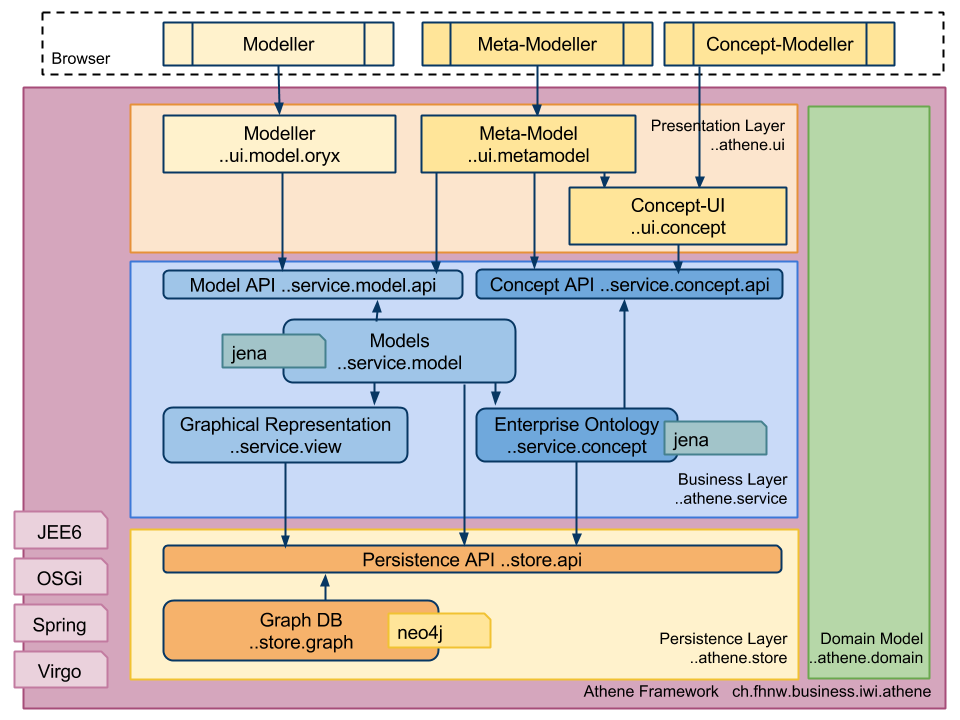 Modeller
Meta-Modeller
Concept-Modeller
Browser
Modeller
..ui.model.oryx
Meta-Model
..ui.metamodel
Presentation Layer
..athene.ui
Concept-UI
..ui.concept
Model API ..service.model.api
Concept API ..service.concept.api
Models
..service.model
jena
Graphical Representation
..service.view
Enterprise Ontology
..service.concept
jena
Business Layer
..athene.service
JEE6
OSGi
Spring
Virgo
Persistence API ..store.api
Graph DB
..store.graph
neo4j
Persistence Layer
..athene.store
Domain Model
..athene.domain
Athene Framework ch.fhnw.business.iwi.athene